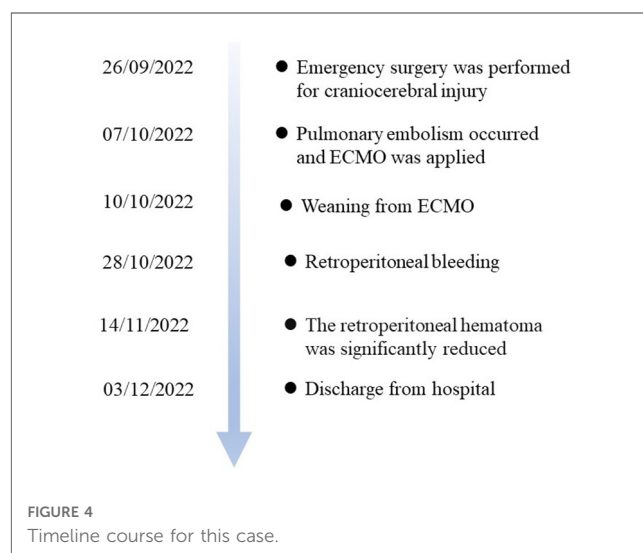 26/09/2022 ● Emergency surgery was performed
for craniocerebral injury
07/10/2022 ● Pulmonary embolism occurred
and ECMO was applied
10/10/2022 ● Weaning from ECMO
28/10/2022 ● Retroperitoneal bleeding
14/11/2022 ● The retroperitoneal hematoma
was significantly reduced
03/12/2022 ● Discharge from hospital
FIGURE 4
Timeline course for this case.